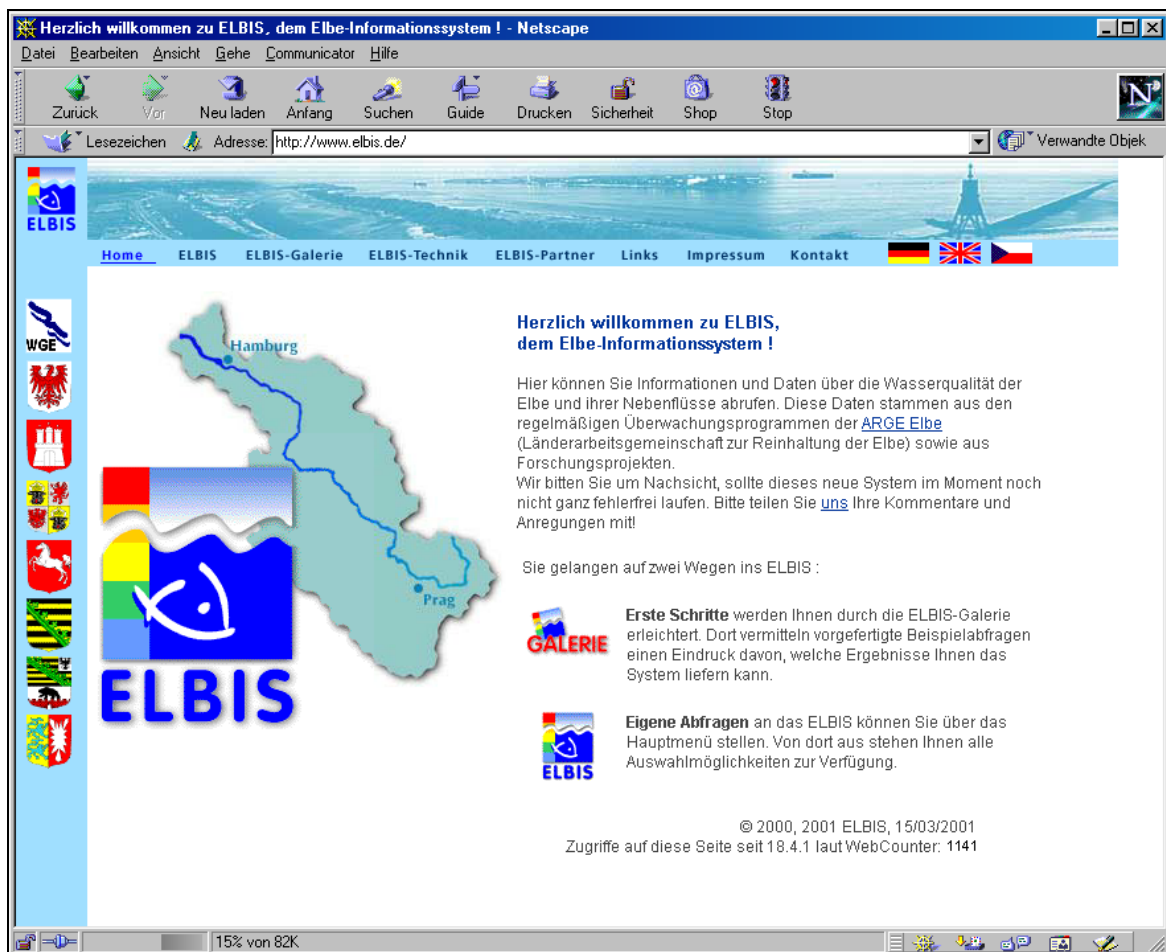 Herzlich willkommen zu ELBIS, dem Elbe-Informationssystem ! - Netscape
Datei Bearbeiten Ansicht Gehe Communicator Hilfe
Zurück Vor Neu laden Anfang Suchen Guide Drucken Sicherheit Shop Stop
N
Lesezeichen Adresse: http://www.elbis.de/ Verwandte Objek
ELBIS
Home ELBIS ELBIS-Galerie ELBIS-Technik ELBIS-Partner Links Impressum Kontakt
WGE
Hamburg
Prag
ELBIS
Herzlich willkommen zu ELBIS,
dem Elbe-Informationssystem !
Hier können Sie Informationen und Daten über die Wasserqualität der
Elbe und ihrer Nebenflüsse abrufen. Diese Daten stammen aus den
regelmäßigen Überwachungsprogrammen der ARGE Elbe
(Länderarbeitsgemeinschaft zur Reinhaltung der Elbe) sowie aus
Forschungsprojekten.
Wir bitten Sie um Nachsicht, sollte dieses neue System im Moment noch
nicht ganz fehlerfrei laufen. Bitte teilen Sie uns Ihre Kommentare und
Anregungen mit!
Sie gelangen auf zwei Wegen ins ELBIS :
GALERIE
Erste Schritte werden Ihnen durch die ELBIS-Galerie
erleichtert. Dort vermitteln vorgefertigte Beispielabfragen
einen Eindruck davon, welche Ergebnisse Ihnen das
System liefern kann.
ELBIS
Eigene Abfragen an das ELBIS können Sie über das
Hauptmenü stellen. Von dort aus stehen Ihnen alle
Auswahlmöglichkeiten zur Verfügung.
© 2000, 2001 ELBIS, 15/03/2001
Zugriffe auf diese Seite seit 18.4.1 laut WebCounter: 1141
15% von 82K